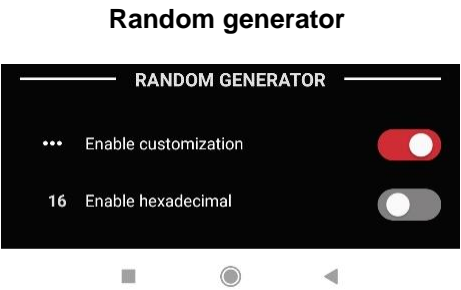 Random generator
RANDOM GENERATOR
••• Enable customization
16 Enable hexadecimal